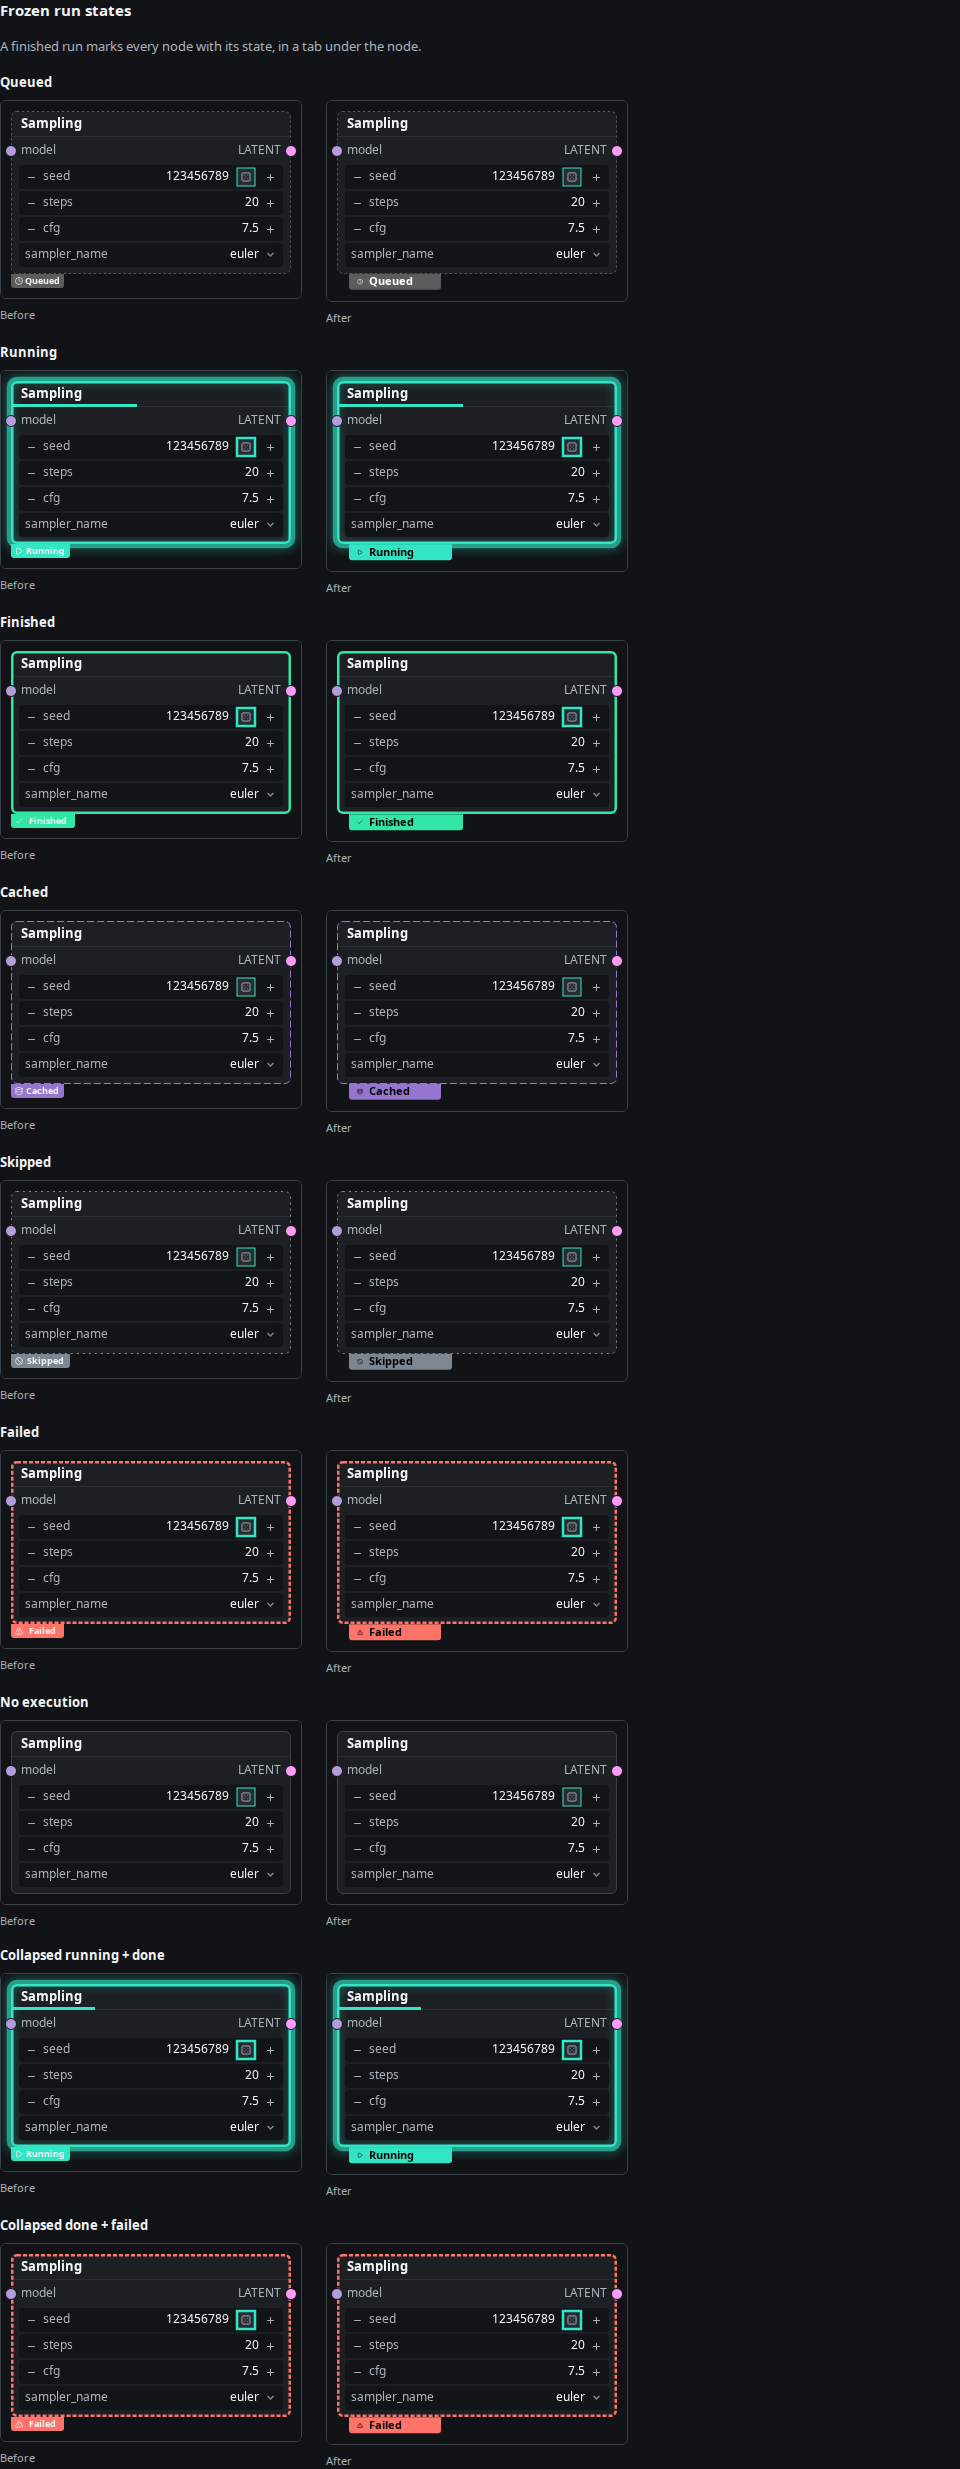 Frozen run states
A finished run marks every node with its state, in a tab under the node.
Queued
Sampling
model LATENT
– seed 123456789 +
– steps 20 +
– cfg 7.5 +
sampler_name euler
Queued
Before
Sampling
model LATENT
– seed 123456789 +
– steps 20 +
– cfg 7.5 +
sampler_name euler
Queued
After
Running
Sampling
model LATENT
– seed 123456789 +
– steps 20 +
– cfg 7.5 +
sampler_name euler
Running
Before
Sampling
model LATENT
– seed 123456789 +
– steps 20 +
– cfg 7.5 +
sampler_name euler
Running
After
Finished
Sampling
model LATENT
– seed 123456789 +
– steps 20 +
– cfg 7.5 +
sampler_name euler
Finished
Before
Sampling
model LATENT
– seed 123456789 +
– steps 20 +
– cfg 7.5 +
sampler_name euler
Finished
After
Cached
Sampling
model LATENT
– seed 123456789 +
– steps 20 +
– cfg 7.5 +
sampler_name euler
Cached
Before
Sampling
model LATENT
– seed 123456789 +
– steps 20 +
– cfg 7.5 +
sampler_name euler
Cached
After
Skipped
Sampling
model LATENT
– seed 123456789 +
– steps 20 +
– cfg 7.5 +
sampler_name euler
Skipped
Before
Sampling
model LATENT
– seed 123456789 +
– steps 20 +
– cfg 7.5 +
sampler_name euler
Skipped
After
Failed
Sampling
model LATENT
– seed 123456789 +
– steps 20 +
– cfg 7.5 +
sampler_name euler
Failed
Before
Sampling
model LATENT
– seed 123456789 +
– steps 20 +
– cfg 7.5 +
sampler_name euler
Failed
After
No execution
Sampling
model LATENT
– seed 123456789 +
– steps 20 +
– cfg 7.5 +
sampler_name euler
Before
Sampling
model LATENT
– seed 123456789 +
– steps 20 +
– cfg 7.5 +
sampler_name euler
After
Collapsed running + done
Sampling
model LATENT
– seed 123456789 +
– steps 20 +
– cfg 7.5 +
sampler_name euler
Running
Before
Sampling
model LATENT
– seed 123456789 +
– steps 20 +
– cfg 7.5 +
sampler_name euler
Running
After
Collapsed done + failed
Sampling
model LATENT
– seed 123456789 +
– steps 20 +
– cfg 7.5 +
sampler_name euler
Failed
Before
Sampling
model LATENT
– seed 123456789 +
– steps 20 +
– cfg 7.5 +
sampler_name euler
Failed
After